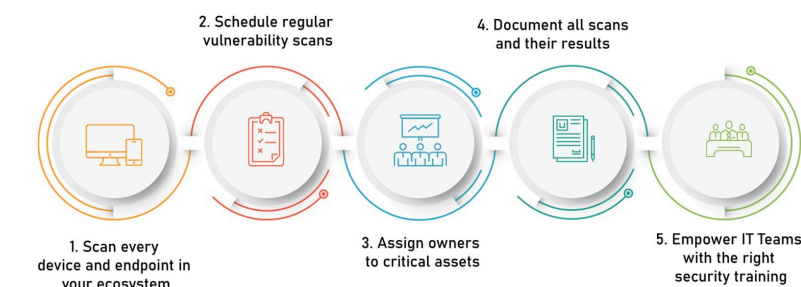 2. Schedule regular
vulnerability scans
4. Document all scans
and their results
1. Scan every
device and endpoint in
your ecosystem
3. Assign owners
to critical assets
5. Empower IT Teams
with the right
security training